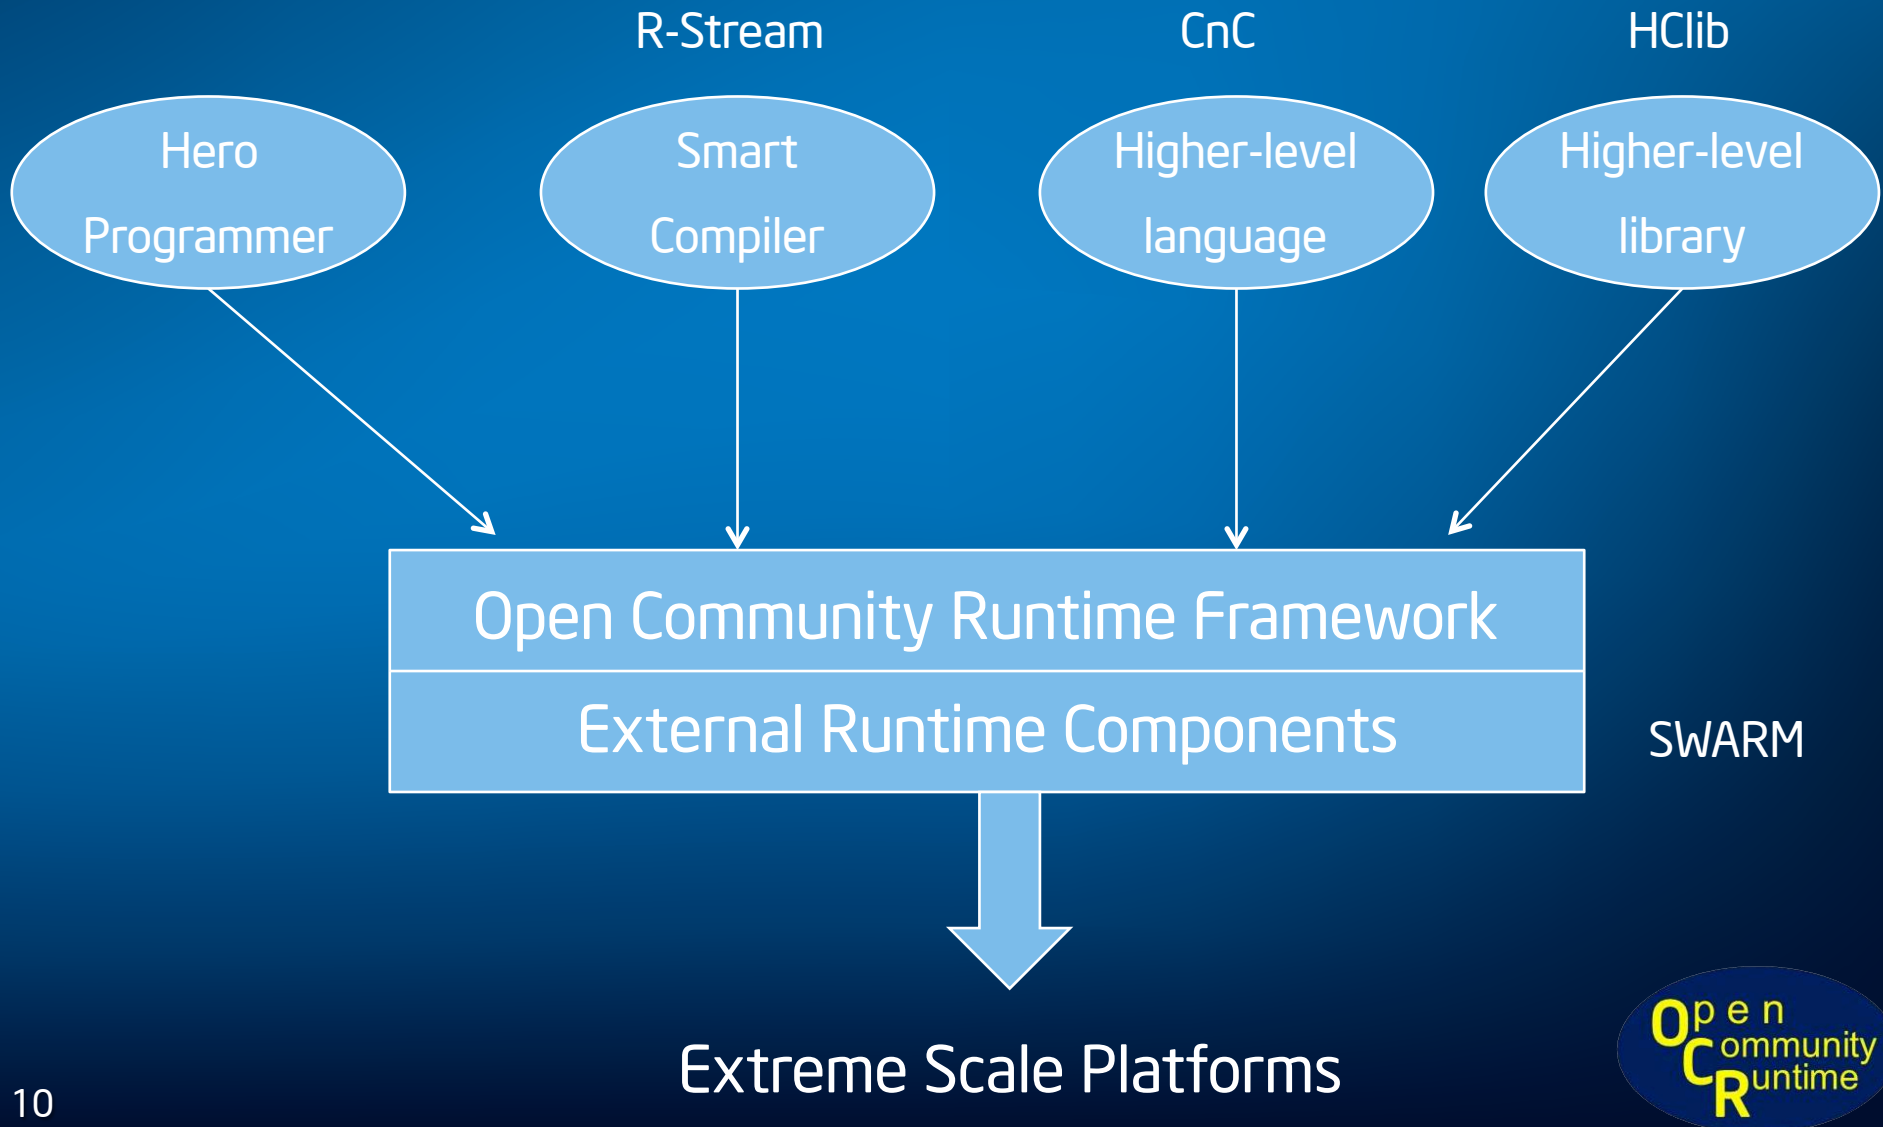 R-Stream
CnC
HClib
Hero
Programmer
Smart
Compiler
Higher-level
language
Higher-level
library
Open Community Runtime Framework
External Runtime Components
SWARM
Extreme Scale Platforms
Open
Community
Runtime
10